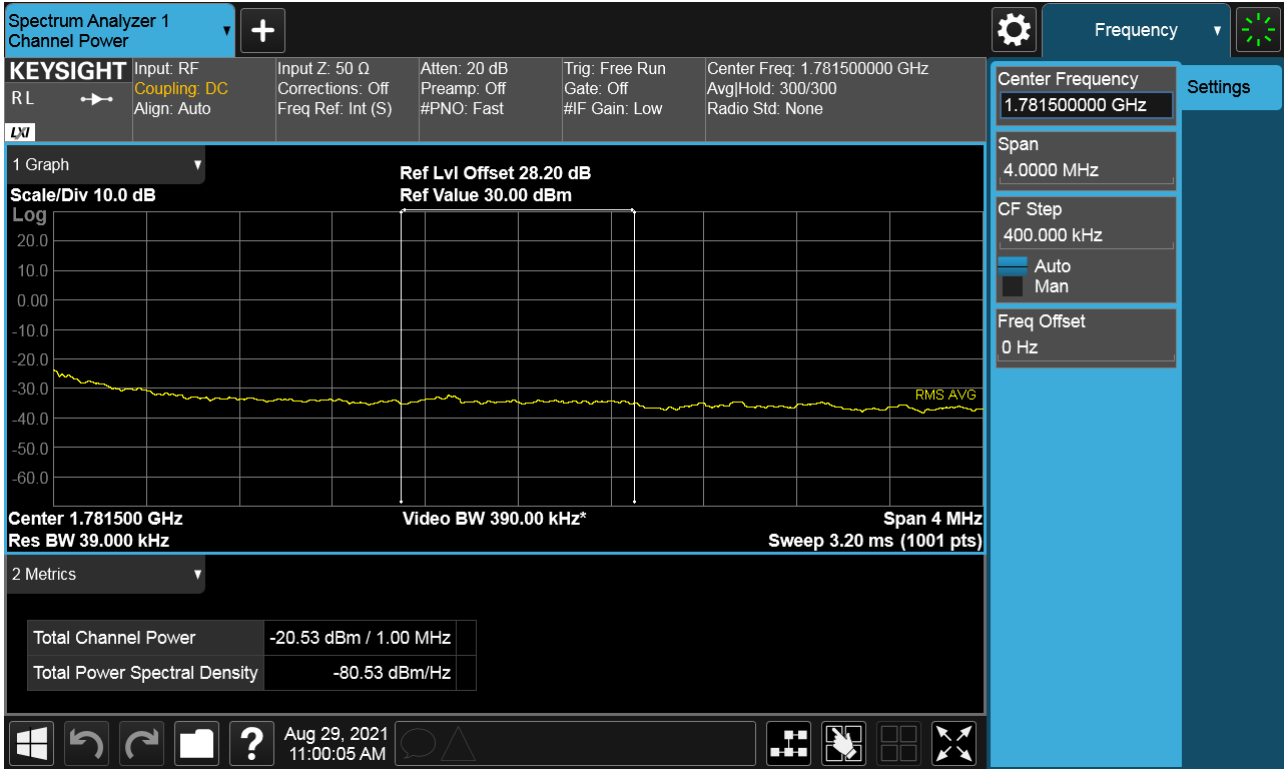 Spectrum Analyzer 1
Channel Power
Frequency
KEYSIGHT
RL
LXI
Input: RF
Coupling: DC
Align: Auto
Input Z: 50 Ω
Corrections: Off
Freq Ref: Int (S)
Atten: 20 dB
Preamp: Off
#PNO: Fast
Trig: Free Run
Gate: Off
#IF Gain: Low
Center Freq: 1.781500000 GHz
Avg|Hold: 300/300
Radio Std: None
Center Frequency
1.781500000 GHz
Settings
Span
4.0000 MHz
CF Step
400.000 kHz
Auto
Man
Freq Offset
0 Hz
1 Graph
Ref Lvl Offset 28.20 dB
Scale/Div 10.0 dB
Ref Value 30.00 dBm
Log
20.0
10.0
0.00
-10.0
-20.0
-30.0
RMS AVG
-40.0
-50.0
-60.0
Center 1.781500 GHz
Video BW 390.00 kHz*
Span 4 MHz
Res BW 39.000 kHz
Sweep 3.20 ms (1001 pts)
2 Metrics
Total Channel Power
-20.53 dBm / 1.00 MHz
Total Power Spectral Density
-80.53 dBm/Hz
?
Aug 29, 2021
11:00:05 AM